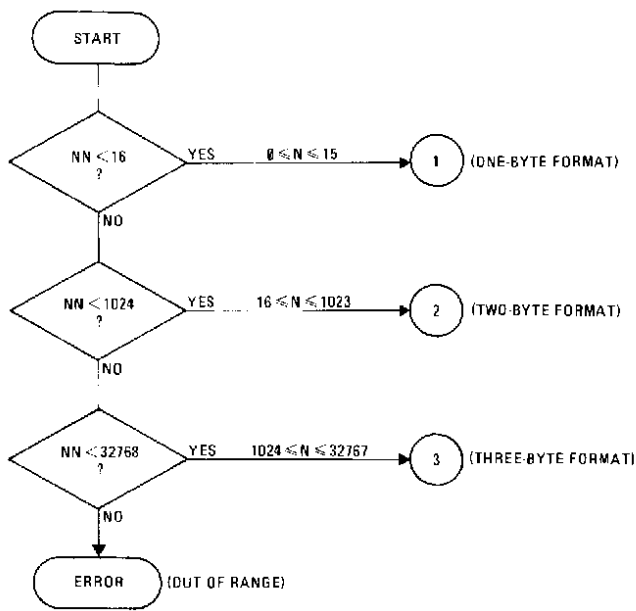 START
NN <16
?
YES
0 ⩽ N ⩽ 15
1
(ONE-BYTE FORMAT)
NO
NN <1024
?
YES
16 ⩽ N ⩽ 1023
2
(TWO-BYTE FORMAT)
NO
NN <32768
?
YES
1024 ⩽ N ⩽ 32767
3
(THREE-BYTE FORMAT)
NO
ERROR
(OUT OF RANGE)